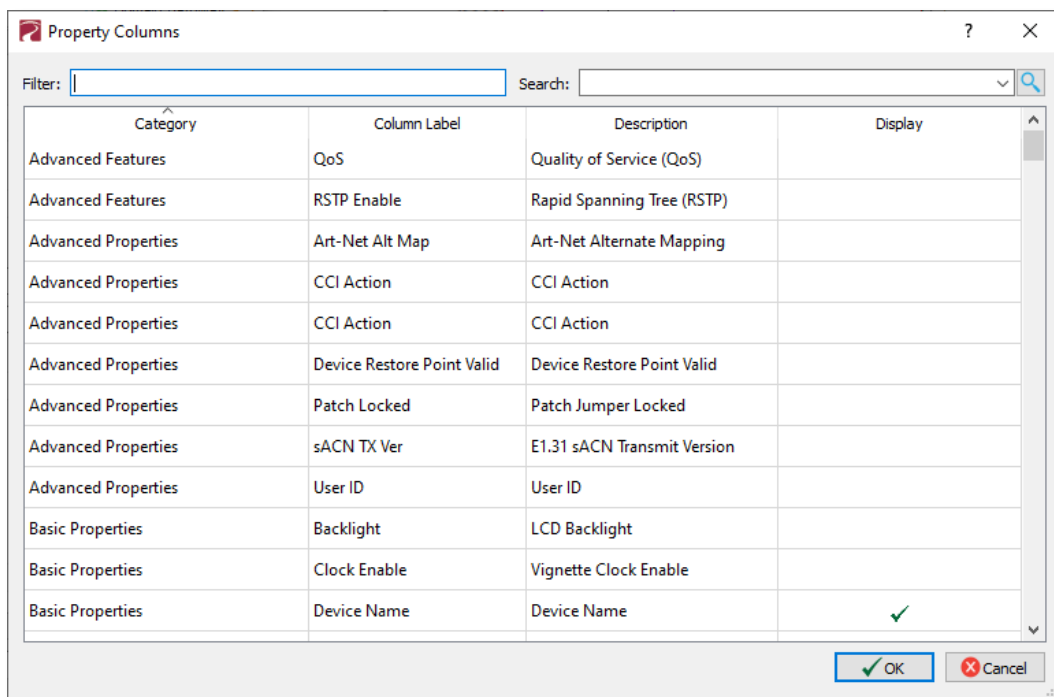 Property Columns
Filter: Search:
Category Column Label Description Display
Advanced Features QoS Quality of Service (QoS)
Advanced Features RSTP Enable Rapid Spanning Tree (RSTP)
Advanced Properties Art-Net Alt Map Art-Net Alternate Mapping
Advanced Properties CCI Action CCI Action
Advanced Properties CCI Action CCI Action
Advanced Properties Device Restore Point Valid Device Restore Point Valid
Advanced Properties Patch Locked Patch Jumper Locked
Advanced Properties sACN TX Ver E1.31 sACN Transmit Version
Advanced Properties User ID User ID
Basic Properties Backlight LCD Backlight
Basic Properties Clock Enable Vignette Clock Enable
Basic Properties Device Name Device Name
OK Cancel